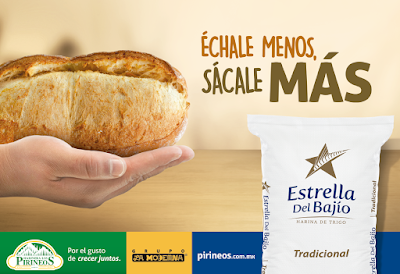 ÉCHALE MENOS,
SÁCALE MÁS
Estrella
Del Bajío
HARINA DE TRIGO
Tradicional
Estrella Del Bajío
Tradicional
PIRINEOS
Por el gusto
de crecer juntos.
GRUPO
LA MODERNA
pirineos.com.mx